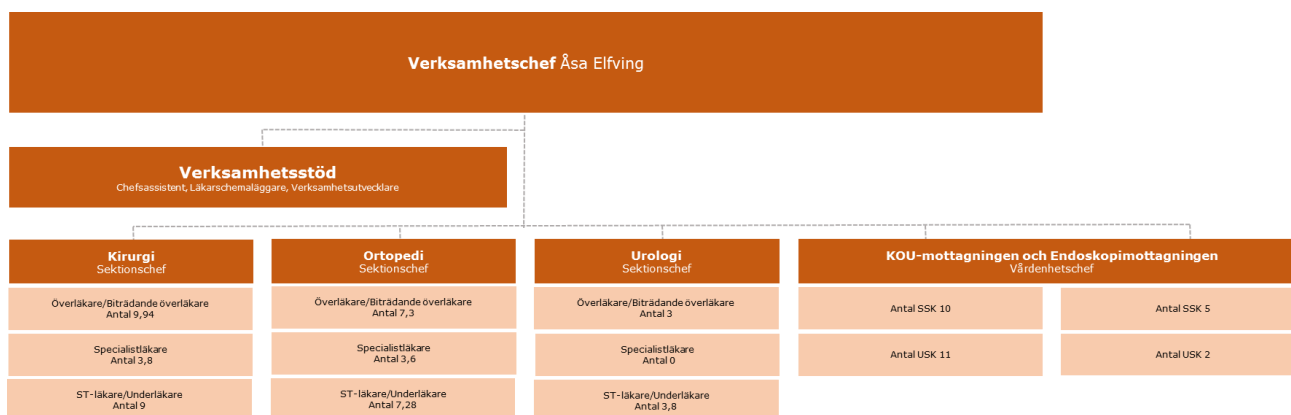 Verksamhetschef Åsa Elfving
Verksamhetsstöd
Chefsassistent, Läkarschemaläggare, Verksamhetsutvecklare
Kirurgi
Sektionschef
Överläkare/Biträdande överläkare
Antal 9,94
Specialistläkare
Antal 3,8
ST-läkare/Underläkare
Antal 9
Ortopedi
Sektionschef
Överläkare/Biträdande överläkare
Antal 7,3
Specialistläkare
Antal 3,6
ST-läkare/Underläkare
Antal 7,28
Urologi
Sektionschef
Överläkare/Biträdande överläkare
Antal 3
Specialistläkare
Antal 0
ST-läkare/Underläkare
Antal 3,8
KOU-mottagningen och Endoskopimottagningen
Vårdenhetschef
Antal SSK 10
Antal USK 11
Antal SSK 5
Antal USK 2